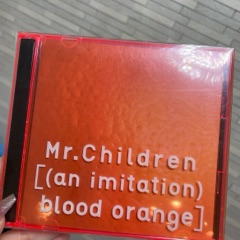 Mr.Children
[(an imitation)
blood orange].